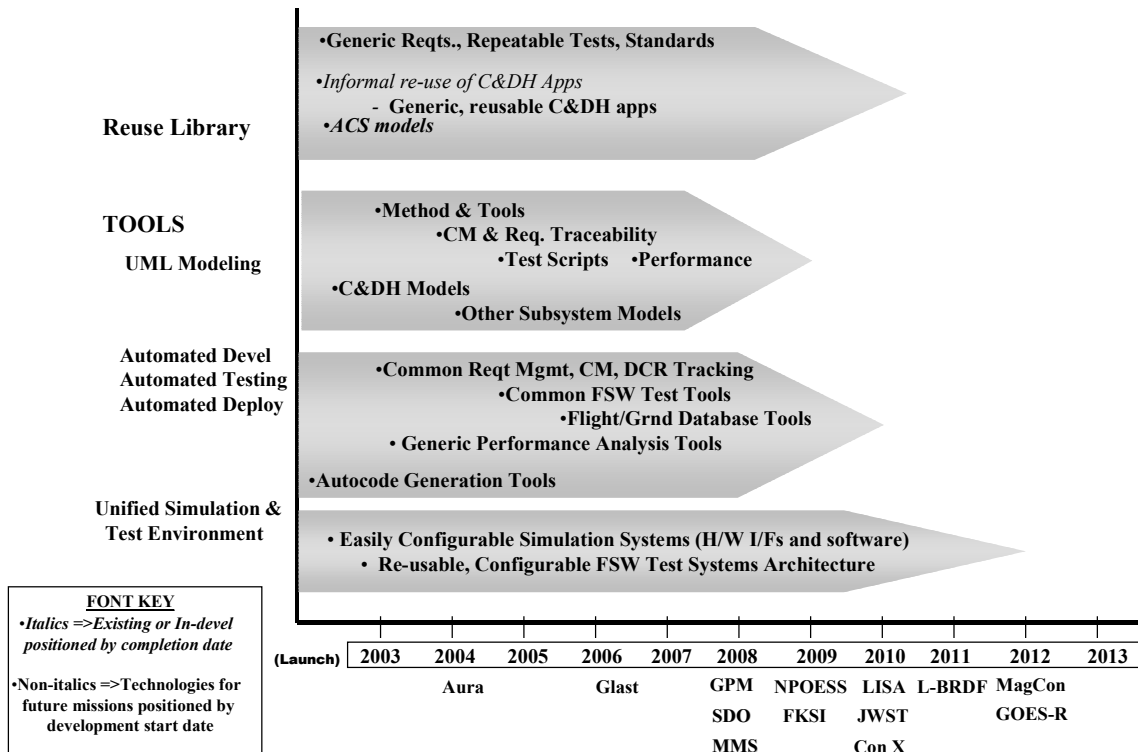 •Generic Reqts., Repeatable Tests, Standards
•Informal re-use of C&DH Apps
- Generic, reusable C&DH apps
•ACS models
Reuse Library
TOOLS
UML Modeling
•Method & Tools
•CM & Req. Traceability
•Test Scripts •Performance
•C&DH Models
•Other Subsystem Models
Automated Devel
Automated Testing
Automated Deploy
•Common Reqt Mgmt, CM, DCR Tracking
•Common FSW Test Tools
•Flight/Grnd Database Tools
•Generic Performance Analysis Tools
•Autocode Generation Tools
Unified Simulation &
Test Environment
• Easily Configurable Simulation Systems (H/W I/Fs and software)
• Re-usable, Configurable FSW Test Systems Architecture
FONT KEY
•Italics =>Existing or In-devel
positioned by completion date
•Non-italics =>Technologies for
future missions positioned by
development start date
(Launch) 2003 2004 2005 2006 2007 2008 2009 2010 2011 2012 2013
Aura Glast GPM NPOESS LISA L-BRDF MagCon
SDO FKSI JWST GOES-R
MMS Con X